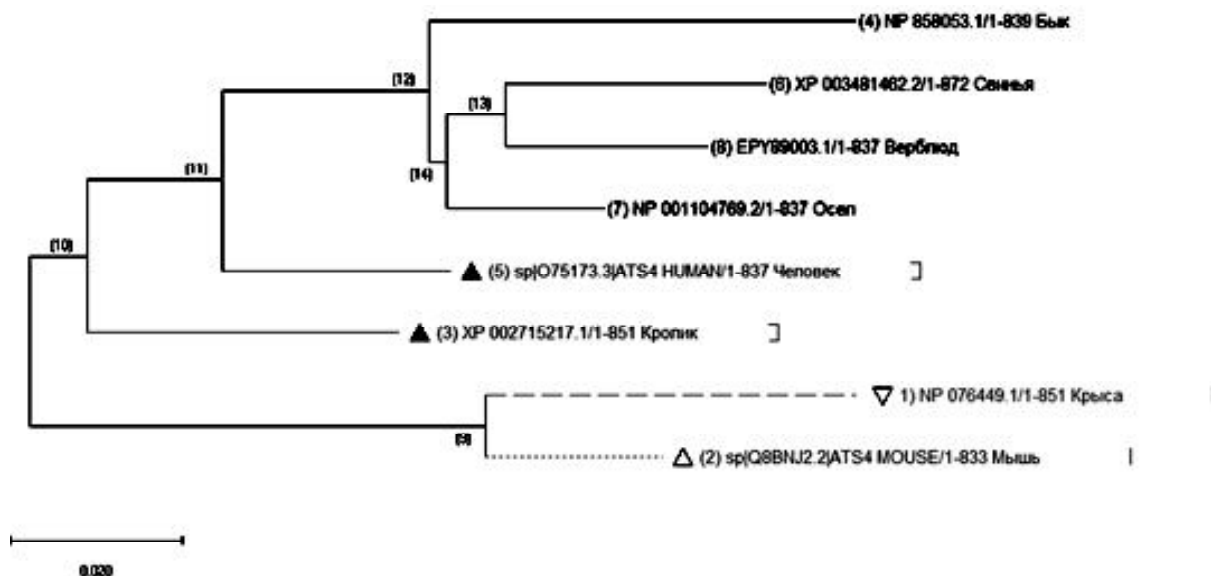 (4) NP 858053.1/1-839 Бык
(12)
(6) XP 003481462.2/1-872 Свинья
(13)
(8) EPY89003.1/1-837 Верблюд
(11)
(14)
(7) NP 001104769.2/1-837 Осел
(10)
(5) sp|O75173.3|ATS4 HUMAN/1-837 Человек
(3) XP 002715217.1/1-851 Кролик
1) NP 076449.1/1-851 Крыса
(9)
(2) sp|Q8BNJ2.2|ATS4 MOUSE/1-833 Мышь
0.020